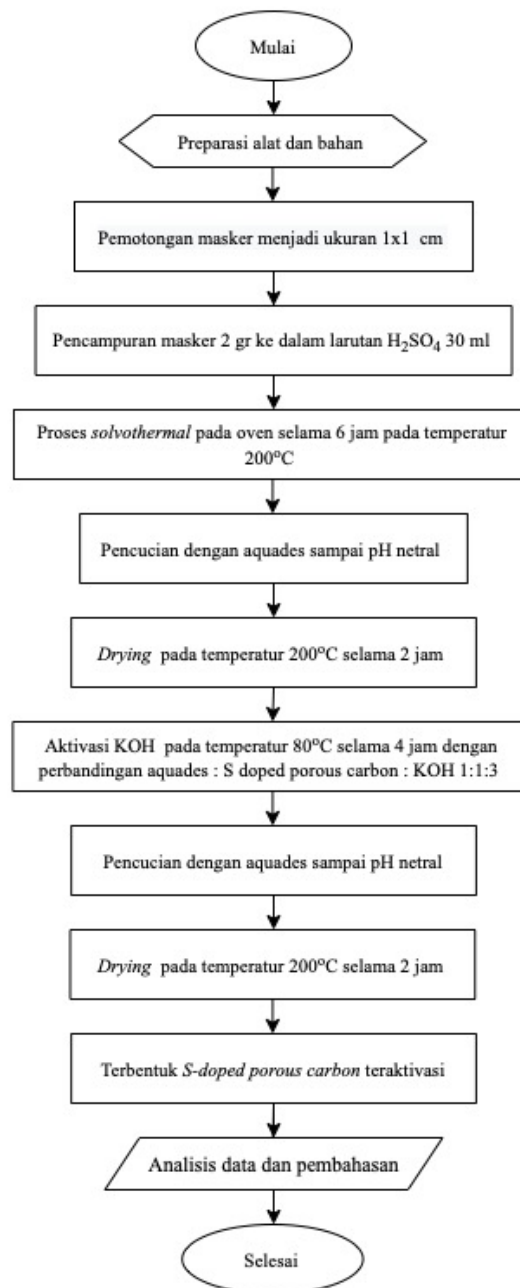 Mulai
Preparasi alat dan bahan
Pemotongan masker menjadi ukuran 1x1 cm
Pencampuran masker 2 gr ke dalam larutan H₂SO₄ 30 ml
Proses solvothermal pada oven selama 6 jam pada temperatur
200°C
Pencucian dengan aquades sampai pH netral
Drying pada temperatur 200°C selama 2 jam
Aktivasi KOH pada temperatur 80°C selama 4 jam dengan
perbandingan aquades : S doped porous carbon : KOH 1:1:3
Pencucian dengan aquades sampai pH netral
Drying pada temperatur 200°C selama 2 jam
Terbentuk S-doped porous carbon teraktivasi
Analisis data dan pembahasan
Selesai